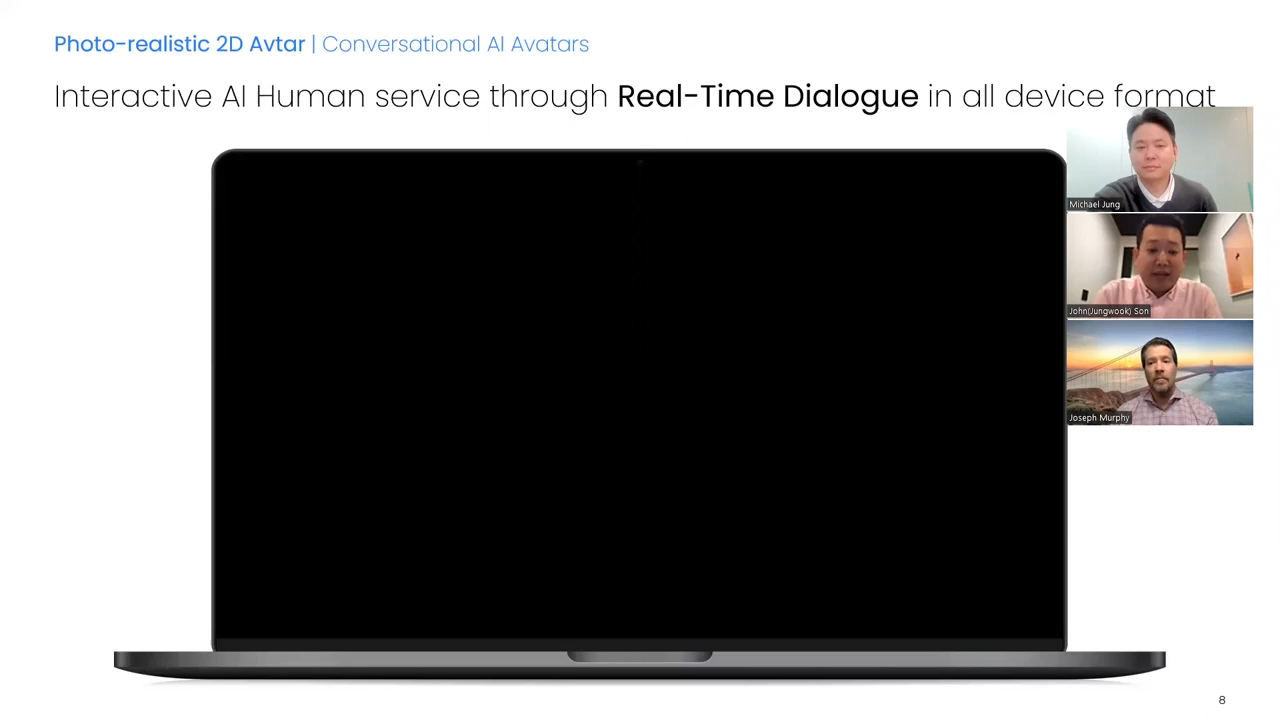 Photo-realistic 2D Avtar | Conversational AI Avatars
Interactive AI Human service through Real-Time Dialogue in all device format
Michael Jung
John(Jungwook) Son
Joseph Murphy
8